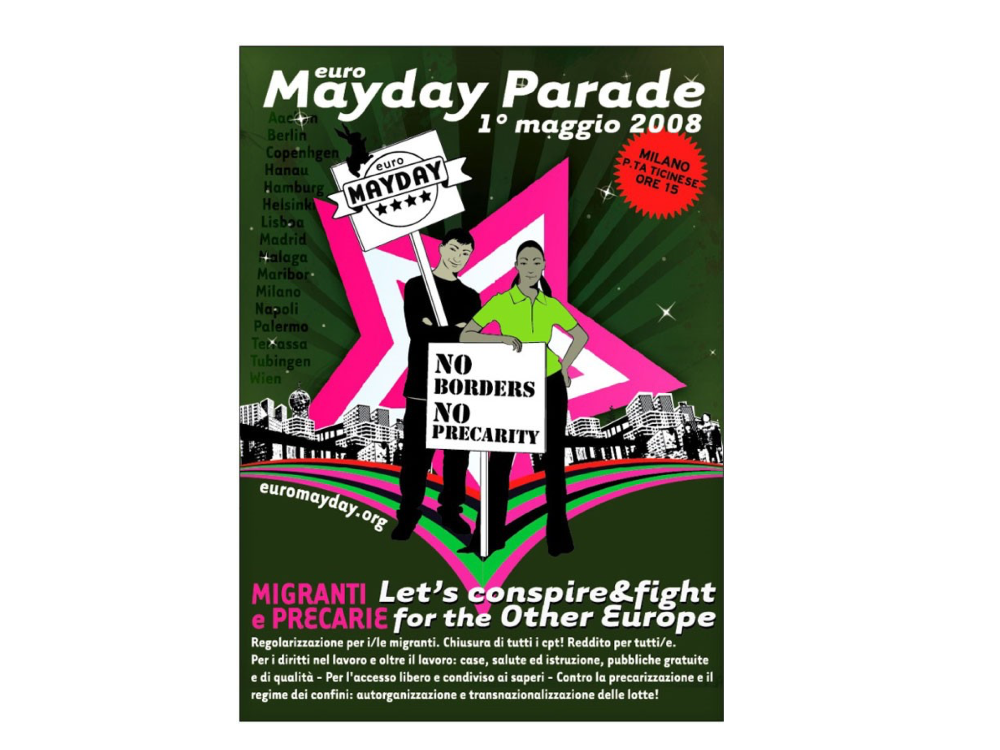 euro
Mayday Parade
1° maggio 2008
Aachen
Berlin
Copenhgen
Hanau
Hamburg
Helsinki
Lisboa
Madrid
Malaga
Maribor
Milano
Napoli
Palermo
Terrassa
Tubingen
Wien
MILANO
P.TA TICINESE
ORE 15
euro
MAYDAY
NO
BORDERS
NO
PRECARITY
euromayday.org
MIGRANTI
e PRECARIE
Let's conspire&fight
for the Other Europe
Regolarizzazione per i/le migranti. Chiusura di tutti i cpt! Reddito per tutti/e.
Per i diritti nel lavoro e oltre il lavoro: case, salute ed istruzione, pubbliche gratuite
e di qualità - Per l'accesso libero e condiviso ai saperi - Contro la precarizzazione e il
regime dei confini: autorganizzazione e transnazionalizzazione delle lotte!